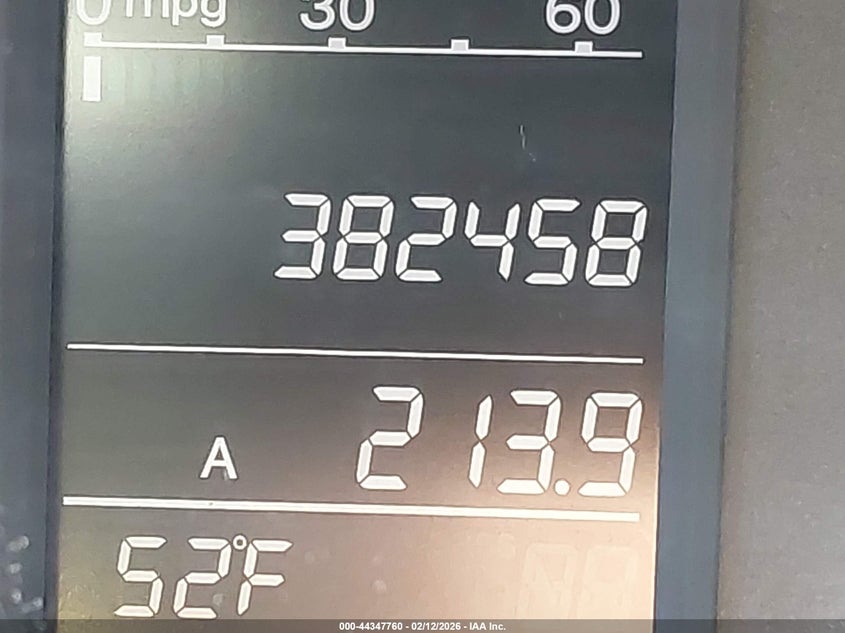 0 mpg 30 60
382458
A 213.9
52°F
000-44347760 - 02/12/2026 - IAA Inc.